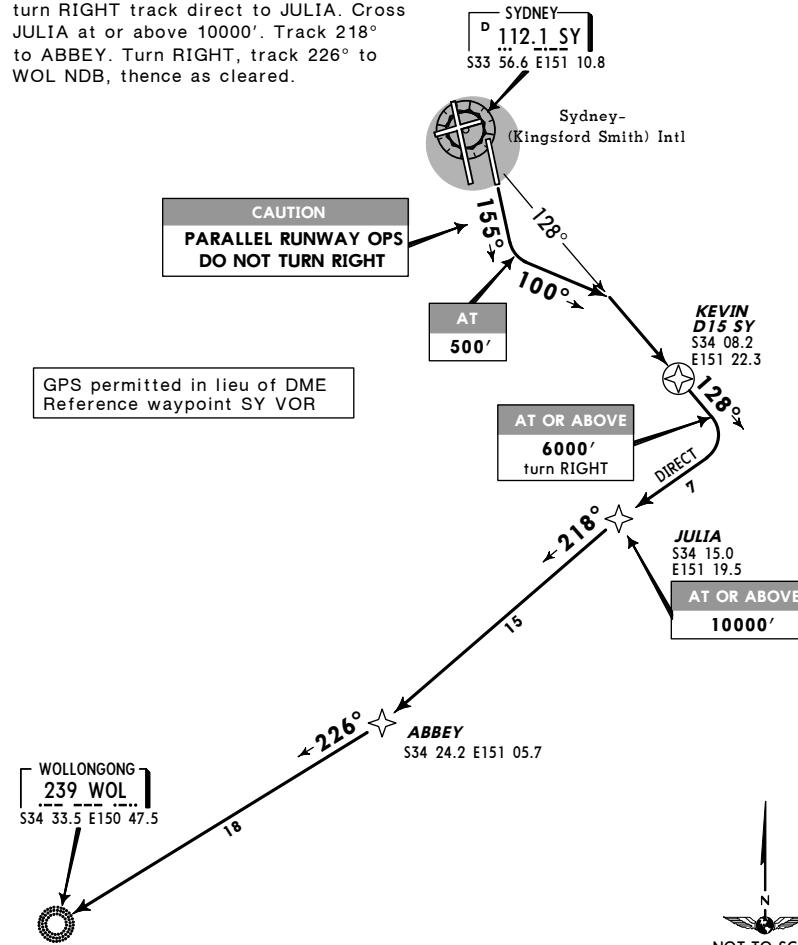 turn RIGHT track direct to JULIA. Cross
JULIA at or above 10000′. Track 218°
to ABBEY. Turn RIGHT, track 226° to
WOL NDB, thence as cleared.
SYDNEY
D 112.1 SY
S33 56.6 E151 10.8
Sydney-
(Kingsford Smith) Intl
CAUTION
PARALLEL RUNWAY OPS
DO NOT TURN RIGHT
155°
128°
100°
AT
500′
KEVIN
D15 SY
S34 08.2
E151 22.3
128°
GPS permitted in lieu of DME
Reference waypoint SY VOR
AT OR ABOVE
6000′
turn RIGHT
DIRECT
7
218°
JULIA
S34 15.0
E151 19.5
AT OR ABOVE
10000′
15
226°
ABBEY
S34 24.2 E151 05.7
WOLLONGONG
239 WOL
S34 33.5 E150 47.5
18
N
NOT TO